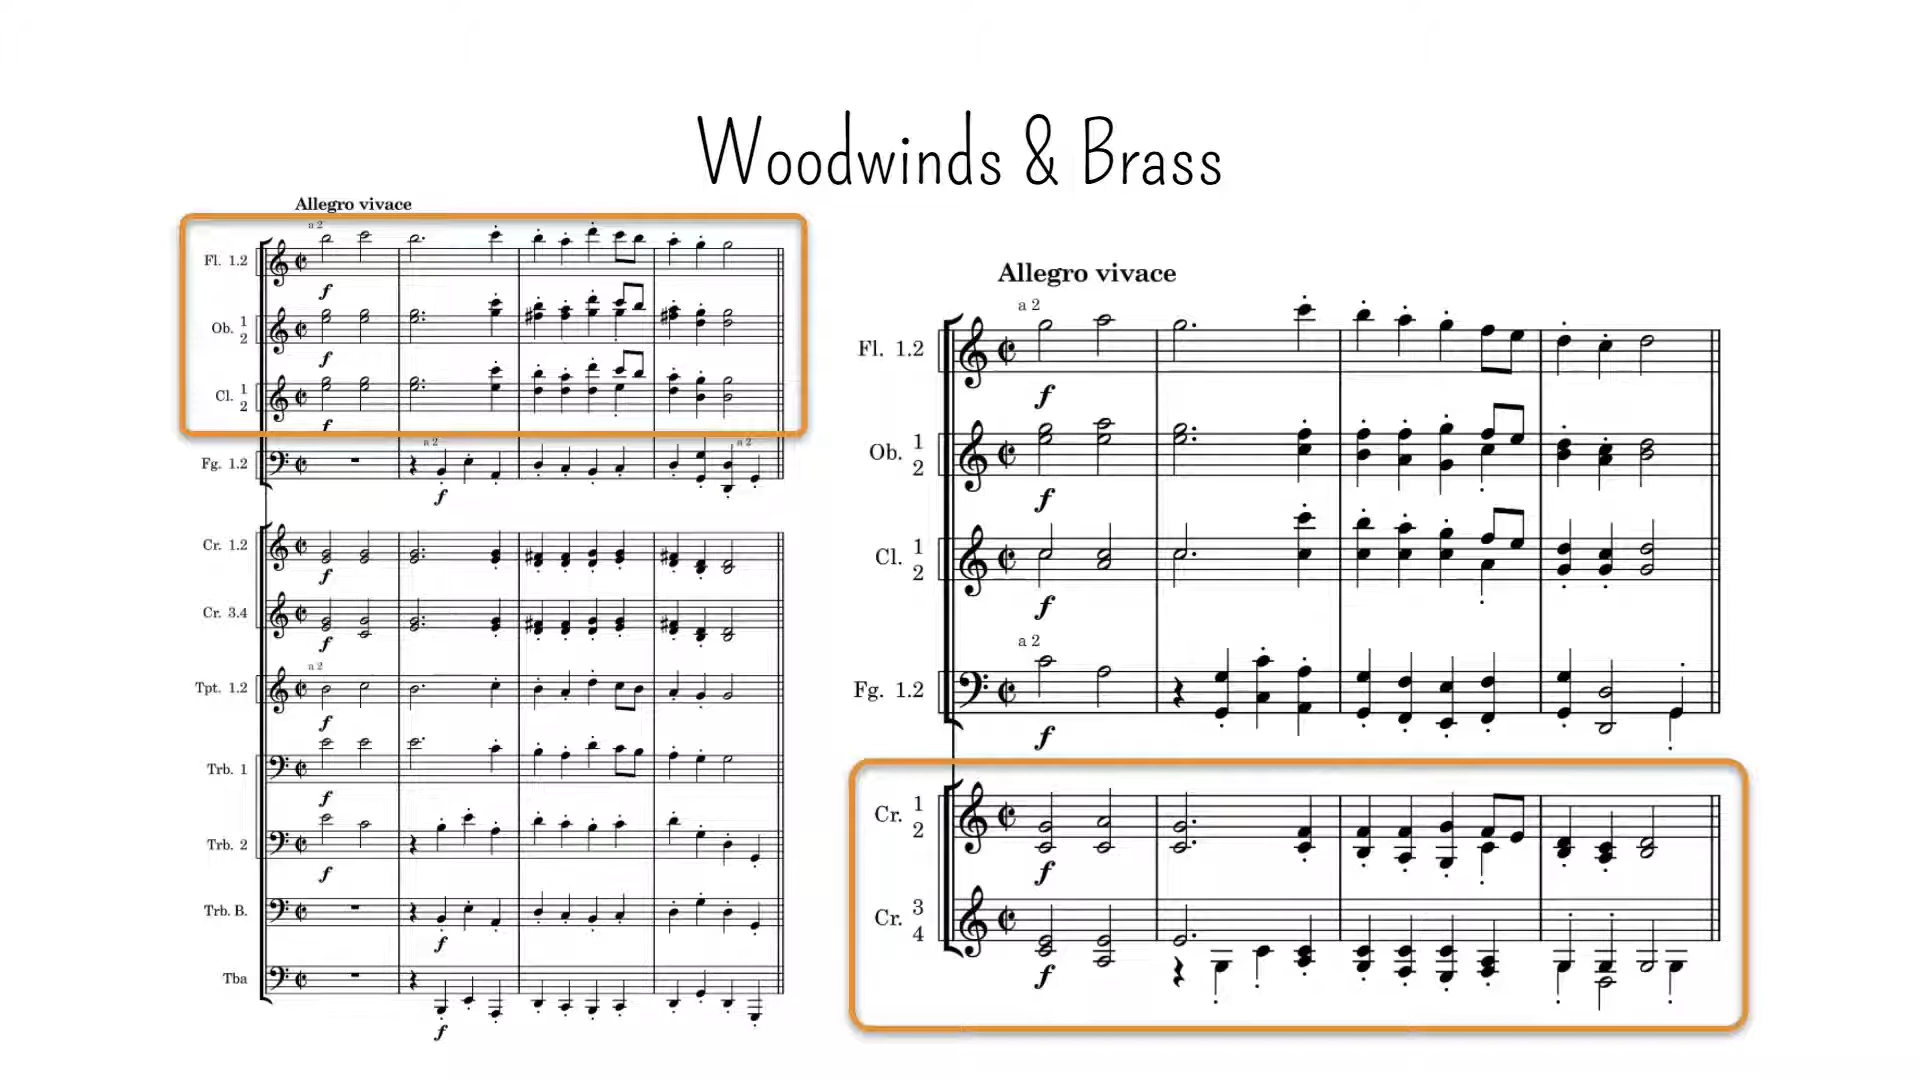 Woodwinds & Brass
Allegro vivace
a 2
Fl. 1.2
f
Ob. 1
2
f
Cl. 1
2
f
a 2
a 2
Fg. 1.2
f
Cr. 1.2
f
Cr. 3.4
f
a 2
Tpt. 1.2
f
Trb. 1
f
Trb. 2
f
Trb. B.
f
Tba
f
Allegro vivace
a 2
Fl. 1.2
f
Ob. 1
2
f
Cl. 1
2
f
a 2
Fg. 1.2
f
Cr. 1
2
f
Cr. 3
4
f